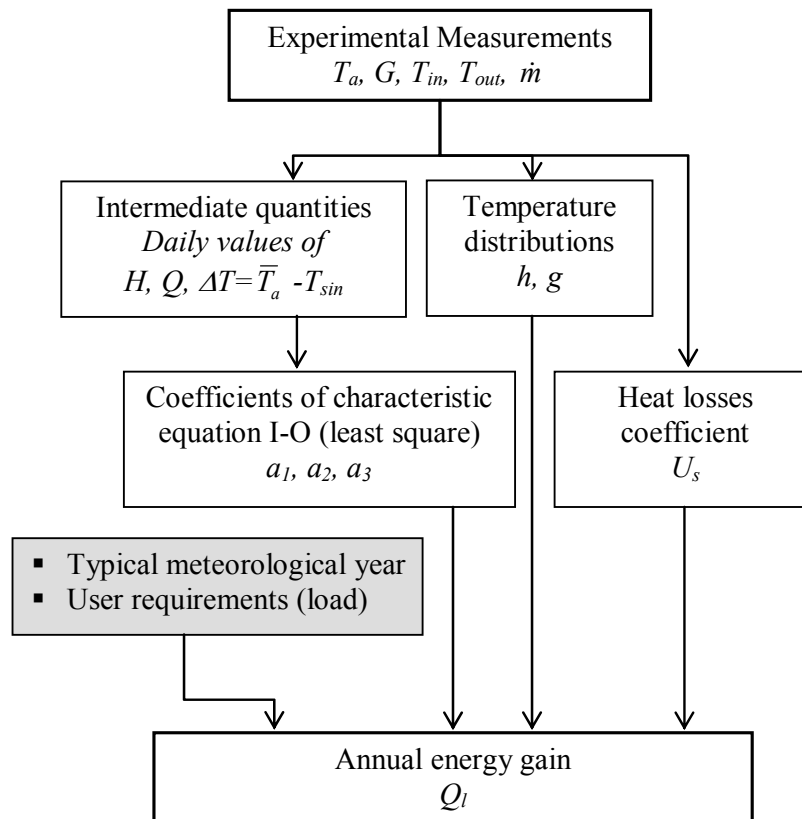 Experimental Measurements
Tₐ, G, Tᵢₙ, Tₒᵤₜ, ṁ
Intermediate quantities
Daily values of
H, Q, ΔT=T̅ₐ -Tₛᵢₙ
Temperature
distributions
h, g
Coefficients of characteristic
equation I-O (least square)
a₁, a₂, a₃
Heat losses
coefficient
Uₛ
▪ Typical meteorological year
▪ User requirements (load)
Annual energy gain
Qₗ